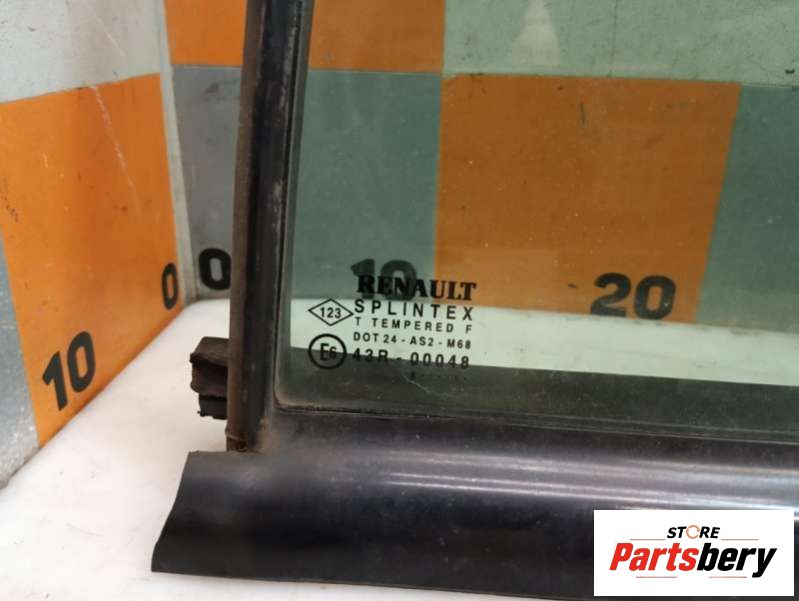 10
0
0
10
20
RENAULT
123
SPLINTEX
T TEMPERED F
DOT 24 - AS2 - M68
E6
43R - 00048
STORE
Partsbery